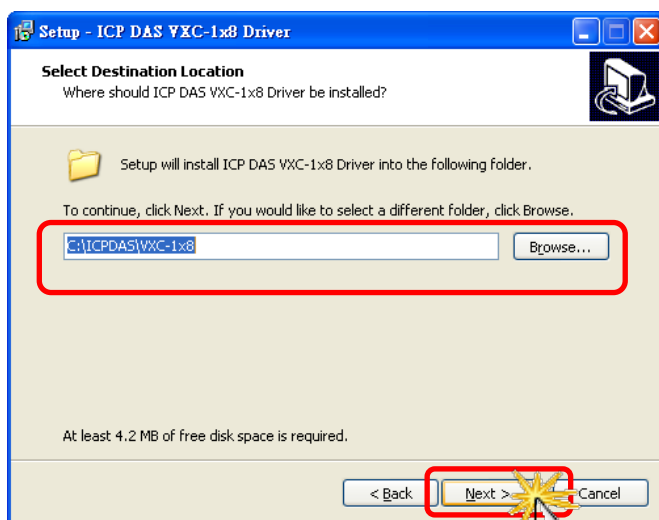 Setup - ICP DAS VXC-1x8 Driver
Select Destination Location
Where should ICP DAS VXC-1x8 Driver be installed?
Setup will install ICP DAS VXC-1x8 Driver into the following folder.
To continue, click Next. If you would like to select a different folder, click Browse.
C:\ICPDAS\VXC-1x8
Browse...
At least 4.2 MB of free disk space is required.
< Back
Next >
Cancel